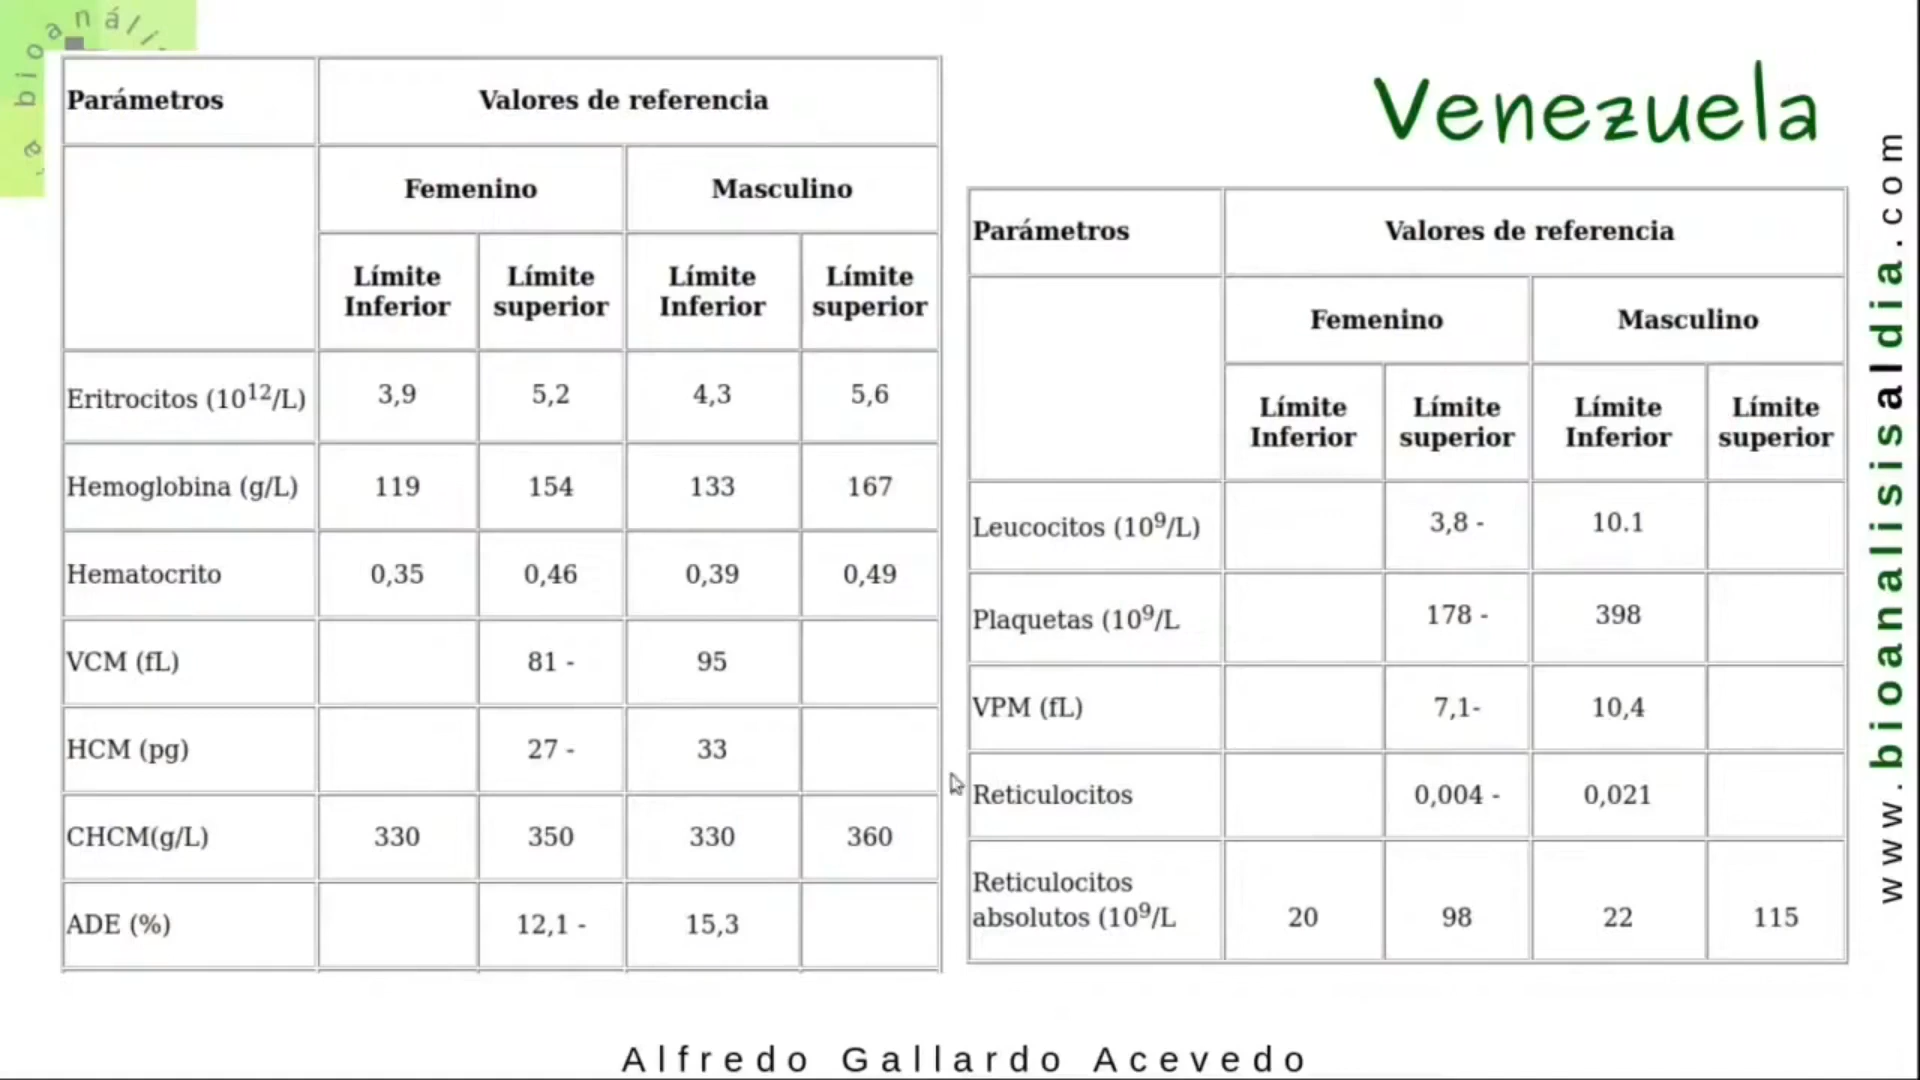 bioanáli
Parámetros Valores de referencia
Femenino Masculino
Límite Inferior Límite superior Límite Inferior Límite superior
Eritrocitos (10¹²/L) 3,9 5,2 4,3 5,6
Hemoglobina (g/L) 119 154 133 167
Hematocrito 0,35 0,46 0,39 0,49
VCM (fL) 81 - 95
HCM (pg) 27 - 33
CHCM(g/L) 330 350 330 360
ADE (%) 12,1 - 15,3
Venezuela
Parámetros Valores de referencia
Femenino Masculino
Límite Inferior Límite superior Límite Inferior Límite superior
Leucocitos (10⁹/L) 3,8 - 10.1
Plaquetas (10⁹/L 178 - 398
VPM (fL) 7,1- 10,4
Reticulocitos 0,004 - 0,021
Reticulocitos
absolutos (10⁹/L 20 98 22 115
www.bioanalisisaldia.com
Alfredo Gallardo Acevedo